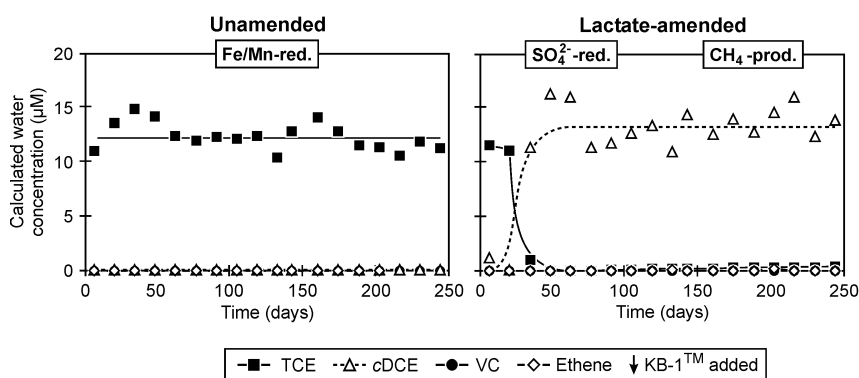 Unamended
Lactate-amended
Fe/Mn-red.
SO₄²⁻-red.
CH₄-prod.
Calculated water
concentration (µM)
20
15
10
5
0
0 50 100 150 200 250
0 50 100 150 200 250
Time (days)
Time (days)
TCE cDCE VC Ethene KB-1™ added